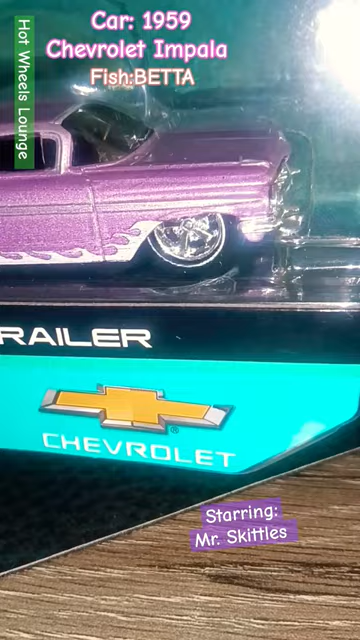 Hot Wheels Lounge
Car: 1959
Chevrolet Impala
Fish:BETTA
RAILER
CHEVROLET
Starring:
Mr. Skittles